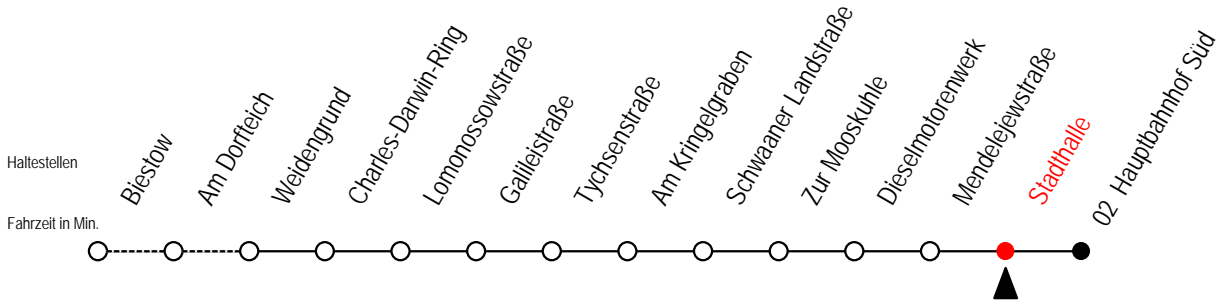 Haltestellen
Fahrzeit in Min.
Biestow
Am Dorfteich
Weidengrund
Charles-Darwin-Ring
Lomonossowstraße
Galileistraße
Tychsenstraße
Am Kringelgraben
Schwaaner Landstraße
Zur Mooskuhle
Dieselmotorenwerk
Mendelejewstraße
Stadthalle
02 Hauptbahnhof Süd